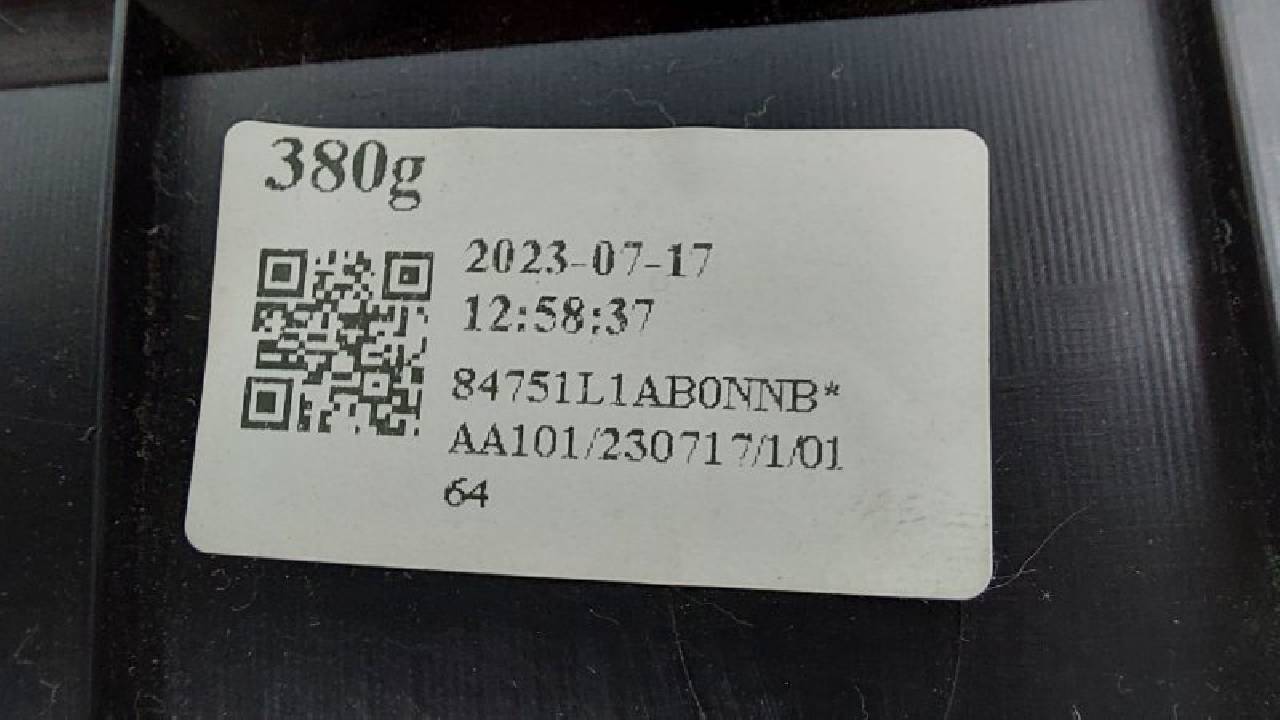 380g
2023-07-17
12:58:37
84751L1AB0NNB*
AA101/230717/1/01
64